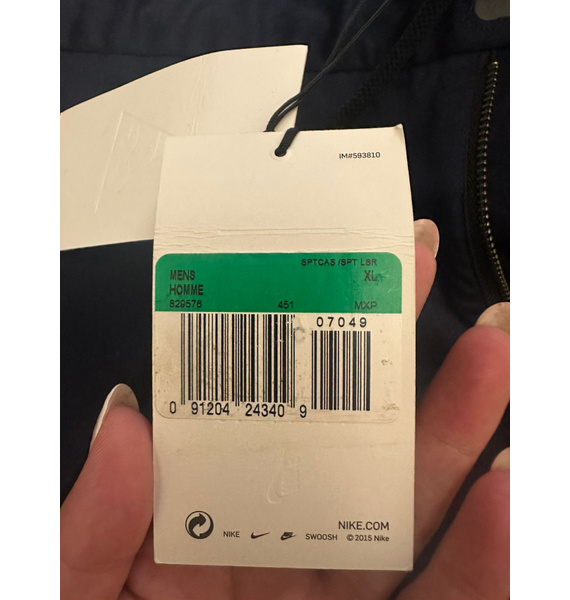 IM#593810
SPTCAS /SPT LSR
MENS XL
HOMME
829576 451 MXP
07049
0 91204 24340 9
NIKE.COM
NIKE SWOOSH © 2015 Nike